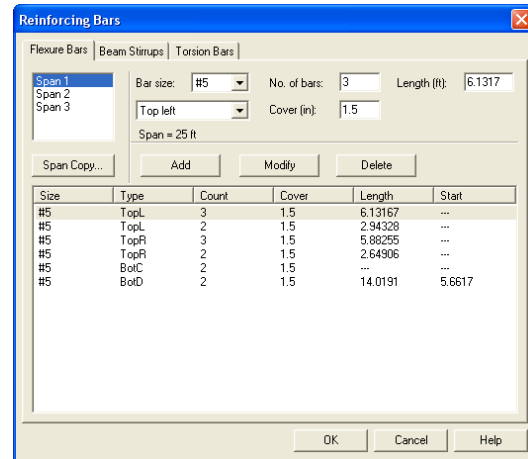 Reinforcing Bars
Flexure Bars Beam Stirrups Torsion Bars
Span 1 Bar size: #5 No. of bars: 3 Length (ft): 6.1317
Span 2
Span 3 Top left Cover (in): 1.5
Span = 25 ft
Span Copy... Add Modify Delete
Size Type Count Cover Length Start
#5 TopL 3 1.5 6.13167 ---
#5 TopL 2 1.5 2.94328 ---
#5 TopR 3 1.5 5.88255 ---
#5 TopR 2 1.5 2.64906 ---
#5 BotC 2 1.5 --- ---
#5 BotD 2 1.5 14.0191 5.6617
OK Cancel Help